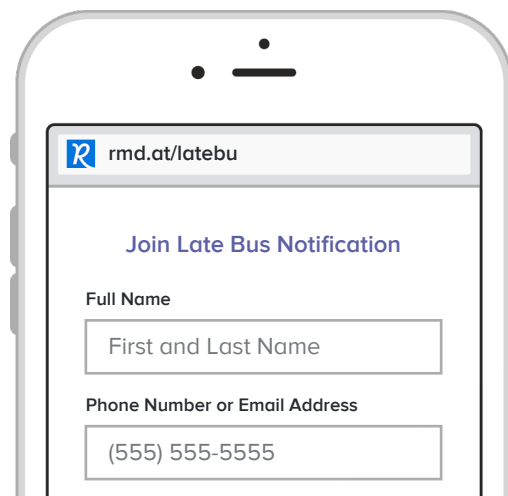 rmd.at/latebu
Join Late Bus Notification
Full Name
First and Last Name
Phone Number or Email Address
(555) 555-5555